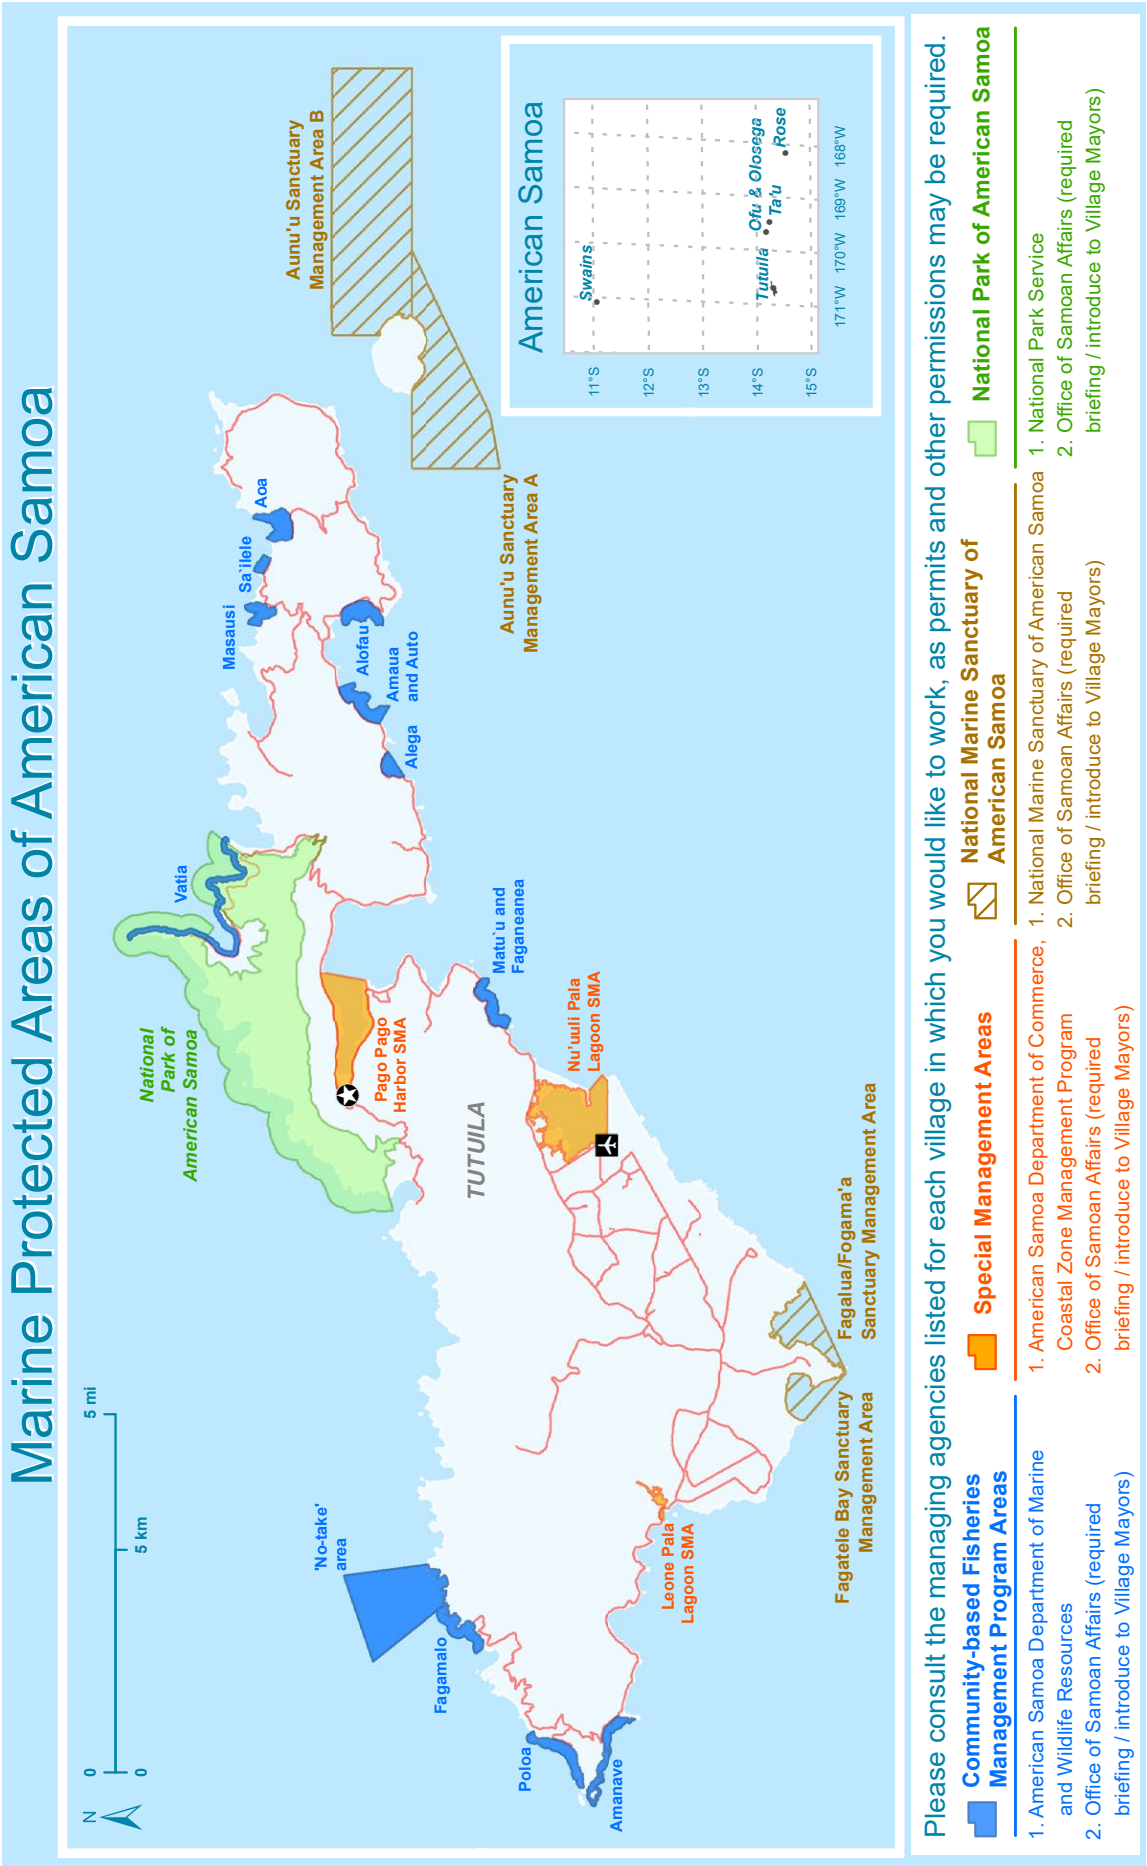 Marine Protected Areas of American Samoa
N
0
5 mi
0
5 km
'No-take'
area
Fagamalo
Poloa
Amanave
Leone Pala
Lagoon SMA
Fagatele Bay Sanctuary
Management Area
Fagalua/Fogama'a
Sanctuary Management Area
TUTUILA
National
Park of
American Samoa
Vatia
Pago Pago
Harbor SMA
Nu'uuli Pala
Lagoon SMA
Matu`u and
Faganeanea
Alega
Amaua
and Auto
Alofau
Masausi
Sa`ilele
Aoa
Aunu'u Sanctuary
Management Area B
Aunu'u Sanctuary
Management Area A
American Samoa
Swains
Tutuila
Ofu & Olosega
Ta'u
Rose
11°S
12°S
13°S
14°S
15°S
171°W
170°W
169°W
168°W
Please consult the managing agencies listed for each village in which you would like to work, as permits and other permissions may be required.
Community-based Fisheries
Management Program Areas
1. American Samoa Department of Marine
and Wildlife Resources
2. Office of Samoan Affairs (required
briefing / introduce to Village Mayors)
Special Management Areas
1. American Samoa Department of Commerce,
Coastal Zone Management Program
2. Office of Samoan Affairs (required
briefing / introduce to Village Mayors)
National Marine Sanctuary of
American Samoa
1. National Marine Sanctuary of American Samoa
2. Office of Samoan Affairs (required
briefing / introduce to Village Mayors)
National Park of American Samoa
1. National Park Service
2. Office of Samoan Affairs (required
briefing / introduce to Village Mayors)